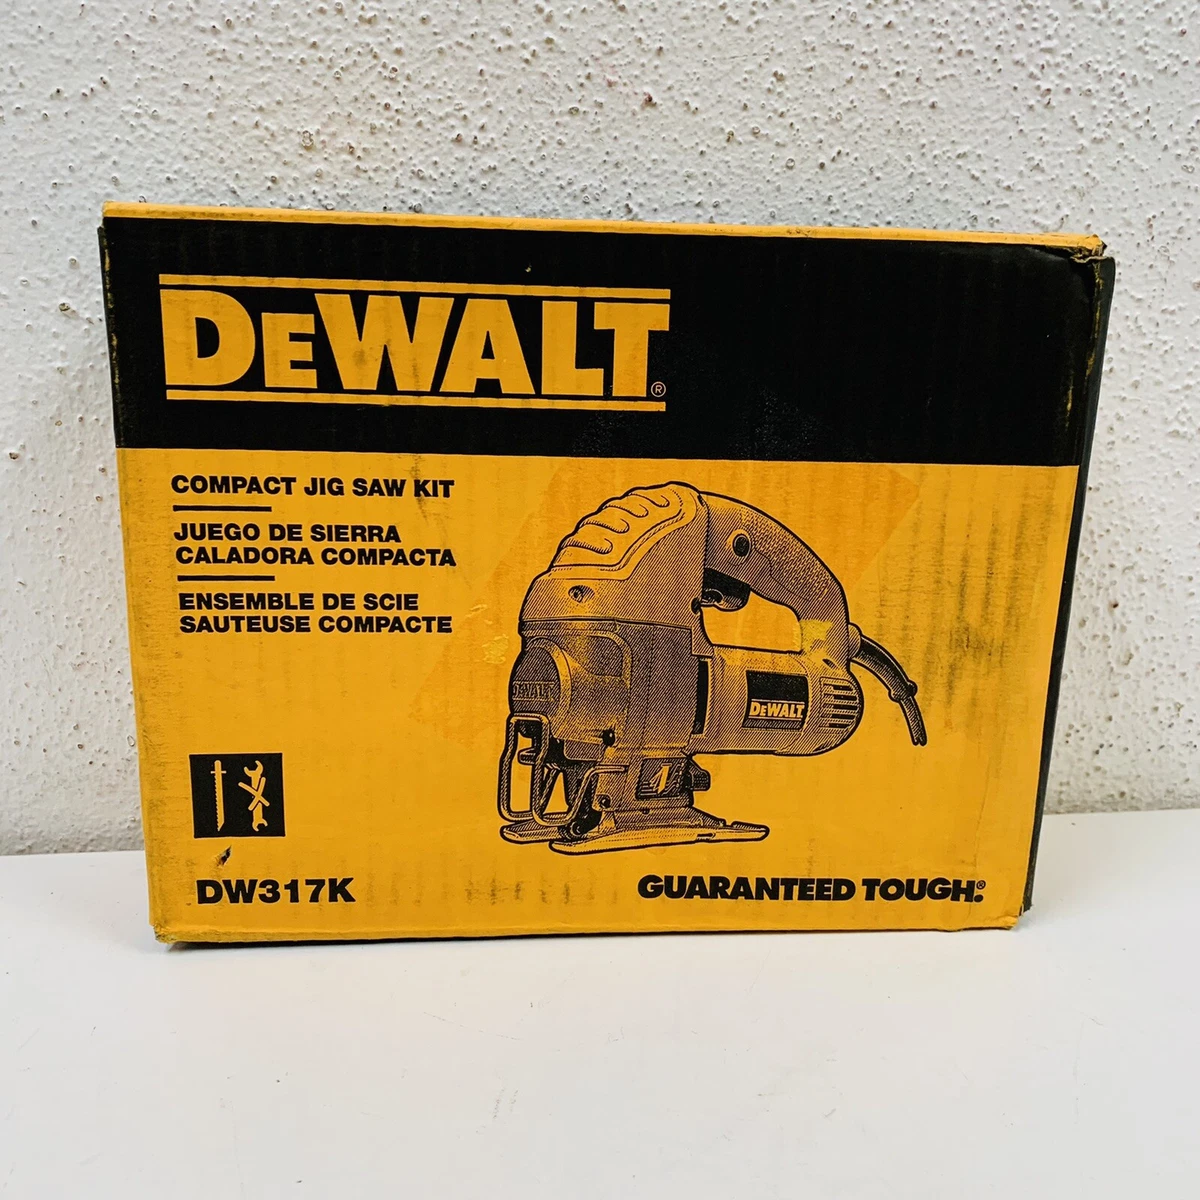 DEWALT®
COMPACT JIG SAW KIT
JUEGO DE SIERRA
CALADORA COMPACTA
ENSEMBLE DE SCIE
SAUTEUSE COMPACTE
DEWALT
DEWALT
1
DW317K
GUARANTEED TOUGH.®